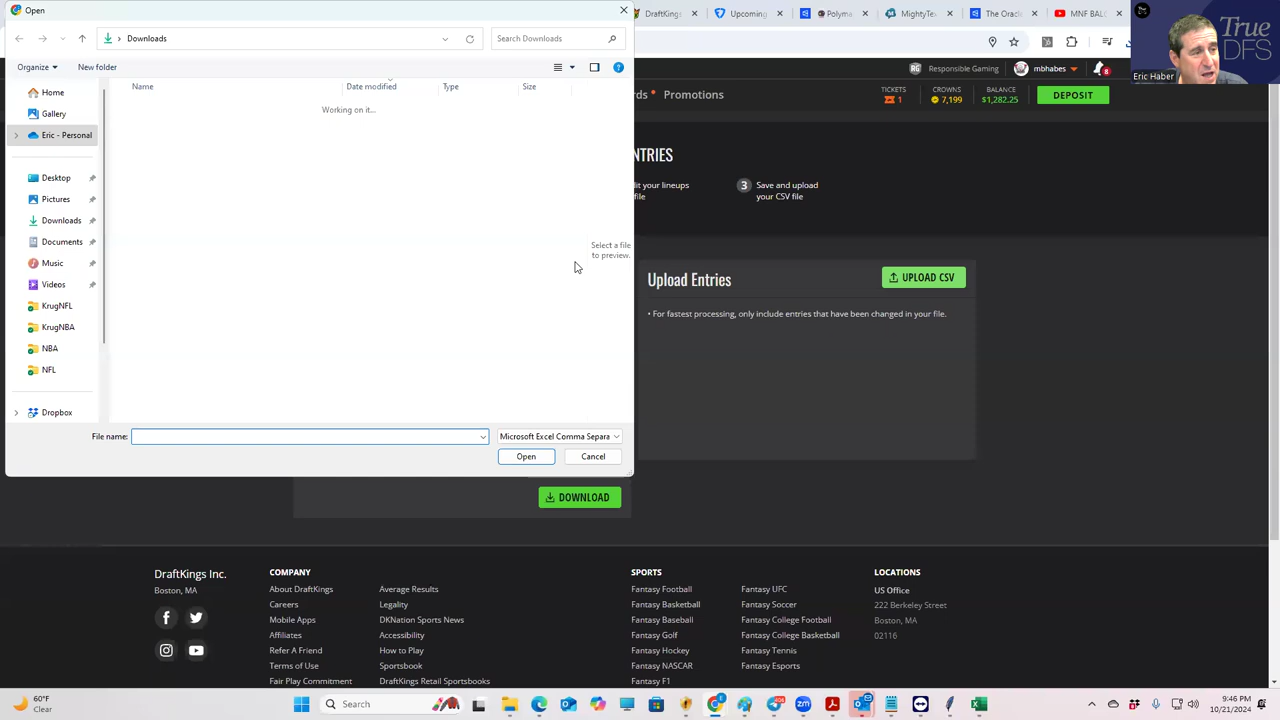 Open
DraftKings
Upcoming
Polyme
MightyTe
The Oracle
MNF BAL
Downloads
Search Downloads
Organize
New folder
Name
Date modified
Type
Size
Working on it...
Select a file
to preview.
Home
Gallery
Eric - Personal
Desktop
Pictures
Downloads
Documents
Music
Videos
KrugNFL
KrugNBA
NBA
NFL
Dropbox
File name:
Microsoft Excel Comma Separa
Open
Cancel
True
DFS
Eric Haber
RG Responsible Gaming
mbhabes
8
rds
Promotions
TICKETS
1
CROWNS
7,199
BALANCE
$1,282.25
DEPOSIT
NTRIES
dit your lineups
file
3 Save and upload
your CSV file
Upload Entries
UPLOAD CSV
• For fastest processing, only include entries that have been changed in your file.
DOWNLOAD
DraftKings Inc.
Boston, MA
COMPANY
About DraftKings
Careers
Mobile Apps
Affiliates
Refer A Friend
Terms of Use
Fair Play Commitment
Average Results
Legality
DKNation Sports News
Accessibility
How to Play
Sportsbook
DraftKings Retail Sportsbooks
SPORTS
Fantasy Football
Fantasy Basketball
Fantasy Baseball
Fantasy Golf
Fantasy Hockey
Fantasy NASCAR
Fantasy F1
Fantasy UFC
Fantasy Soccer
Fantasy College Football
Fantasy College Basketball
Fantasy Tennis
Fantasy Esports
LOCATIONS
US Office
222 Berkeley Street
Boston, MA
02116
60°F
Clear
Search
zm
9:46 PM
10/21/2024